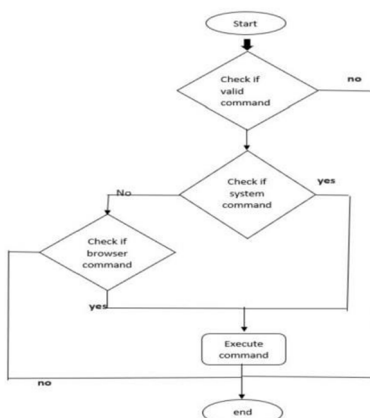 Start
Check if
valid
command
no
Check if
system
command
yes
No
Check if
browser
command
yes
Execute
command
no
end